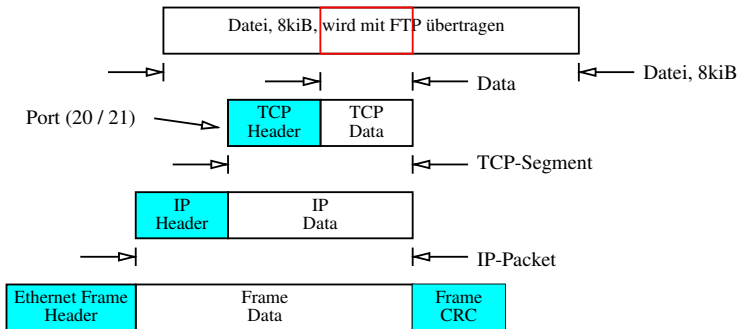 Datei, 8kiB, wird mit FTP übertragen
Datei, 8kiB
Data
Port (20 / 21)
TCP
Header
TCP
Data
TCP-Segment
IP
Header
IP
Data
IP-Packet
Ethernet Frame
Header
Frame
Data
Frame
CRC